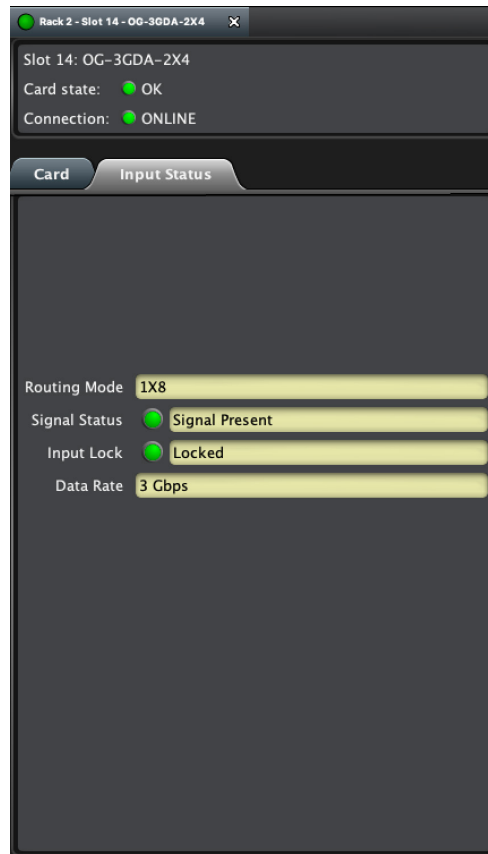 Rack 2 - Slot 14 - OG-3GDA-2X4 X
Slot 14: OG-3GDA-2X4
Card state: OK
Connection: ONLINE
Card Input Status
Routing Mode 1X8
Signal Status Signal Present
Input Lock Locked
Data Rate 3 Gbps